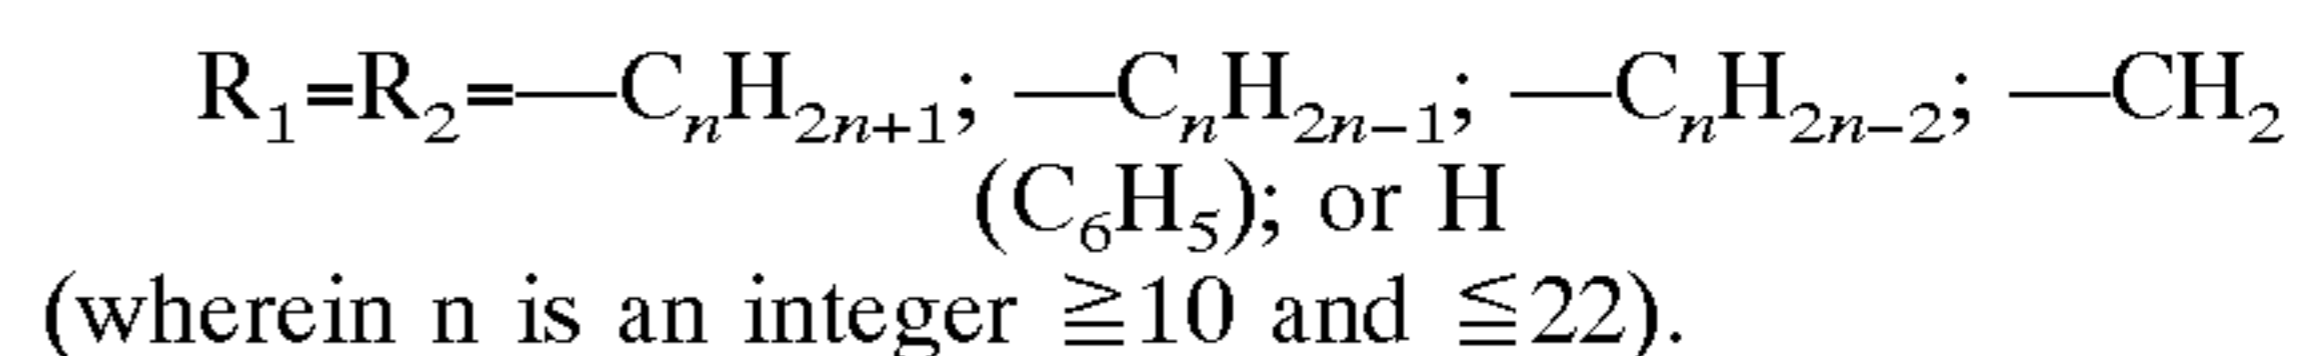 R₁=R₂=—CₙH₂ₙ₊₁; —CₙH₂ₙ₋₁; —CₙH₂ₙ₋₂; —CH₂
(C₆H₅); or H
(wherein n is an integer ≧10 and ≦22).